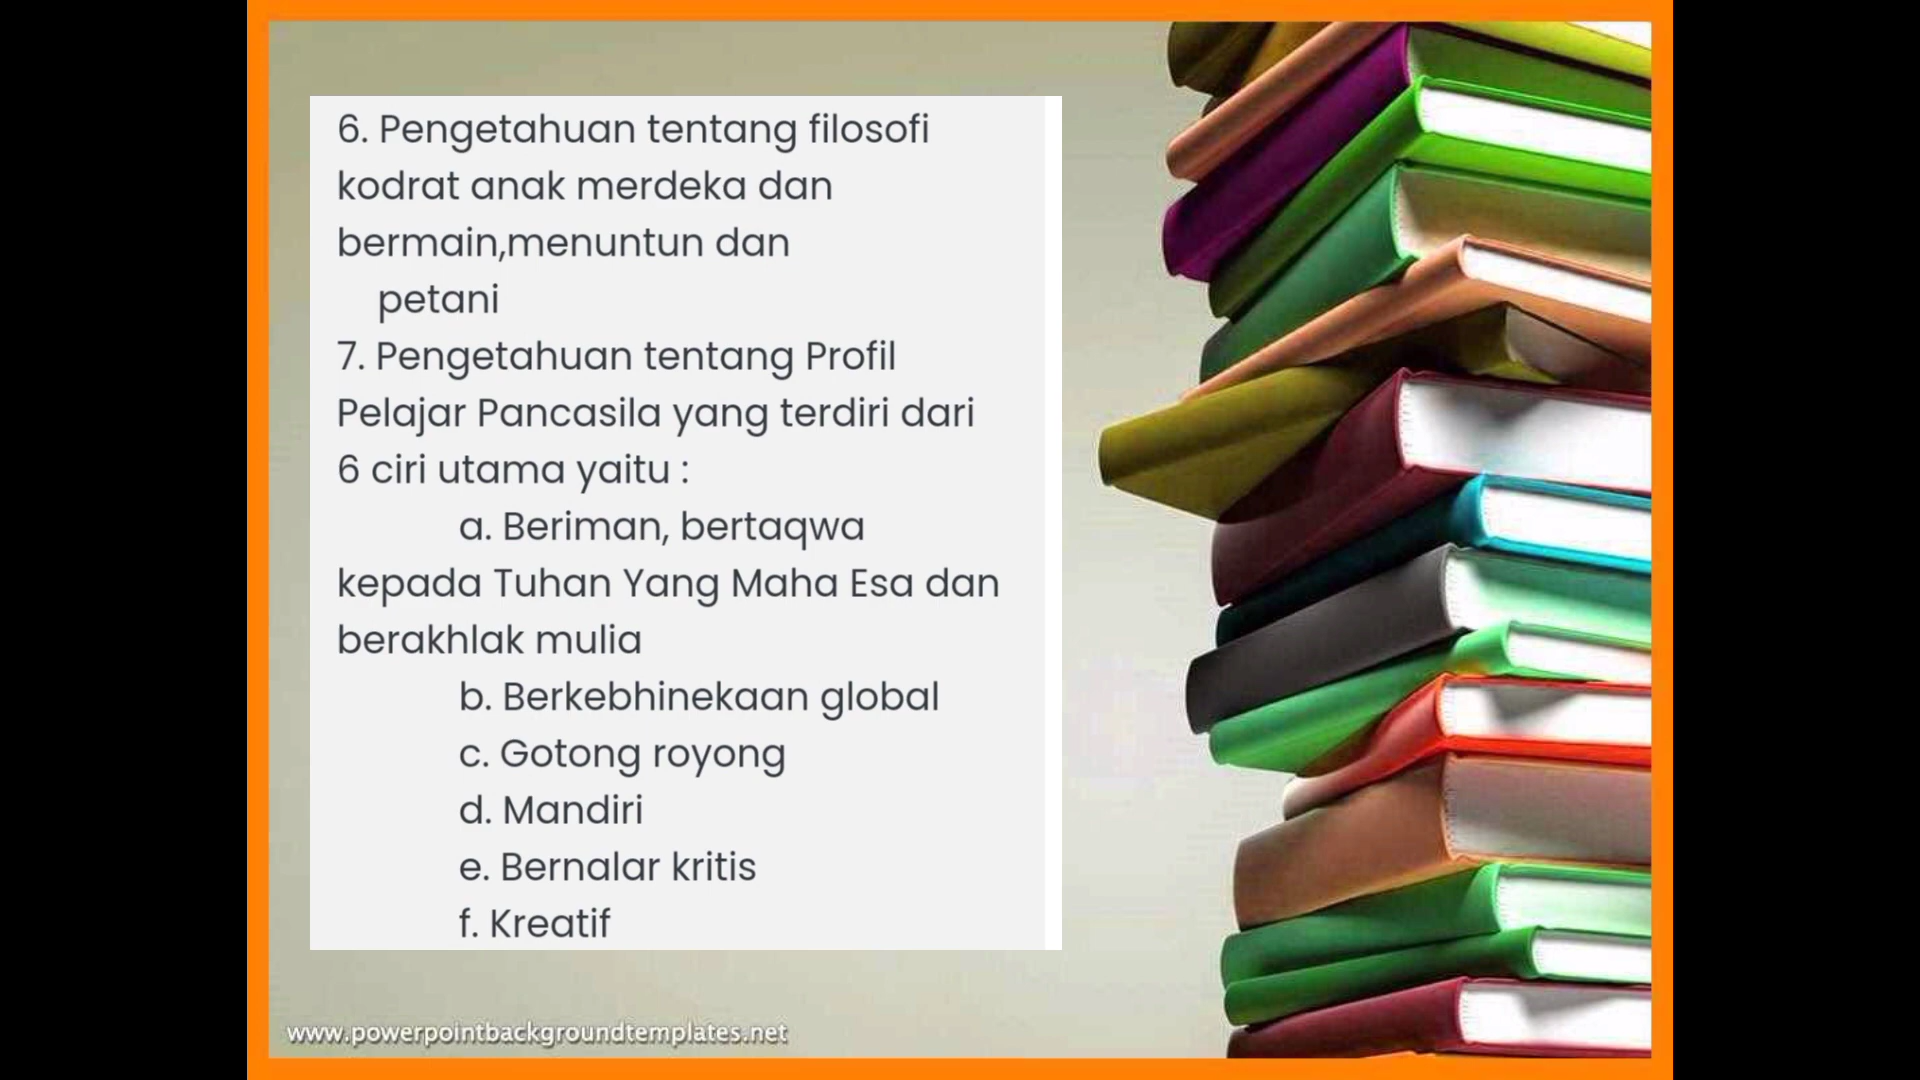 6. Pengetahuan tentang filosofi
kodrat anak merdeka dan
bermain,menuntun dan
petani
7. Pengetahuan tentang Profil
Pelajar Pancasila yang terdiri dari
6 ciri utama yaitu :
a. Beriman, bertaqwa
kepada Tuhan Yang Maha Esa dan
berakhlak mulia
b. Berkebhinekaan global
c. Gotong royong
d. Mandiri
e. Bernalar kritis
f. Kreatif
www.powerpointbackgroundtemplates.net